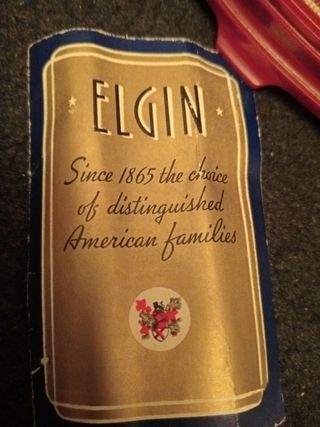 ELGIN
Since 1865 the choice
of distinguished
American families